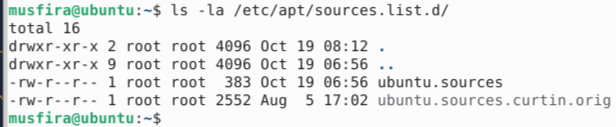 musfira@ubuntu:~$ ls -la /etc/apt/sources.list.d/
total 16
drwxr-xr-x 2 root root 4096 Oct 19 08:12 .
drwxr-xr-x 9 root root 4096 Oct 19 06:56 ..
-rw-r--r-- 1 root root  383 Oct 19 06:56 ubuntu.sources
-rw-r--r-- 1 root root 2552 Aug  5 17:02 ubuntu.sources.curtin.orig
musfira@ubuntu:~$